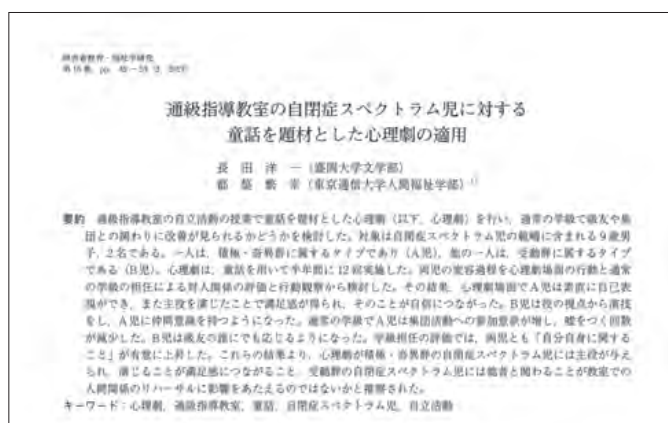 障害者教育・福祉学研究
通級指導教室の自閉症スペクトラム児に対する
童話を題材とした心理劇の適用
長 田 洋 一(盛岡大学文学部)
都 築 繁 幸(東京通信大学人間福祉学部)1)
要約 通級指導教室の自立活動の授業で童話を題材とした心理劇(以下、心理劇)を行い、通常の学級で級友や集
団との関わりに改善が見られるかどうかを検討した。対象は自閉症スペクトラム児の範疇に含まれる9歳男
子、2名である。一人は、積極・奇異群に属するタイプであり(A児)、他の一人は、受動群に属するタイプ
である(B児)。心理劇は、童話を用いて半年間に12回実施した。両児の変容過程を心理劇場面の行動と通常
の学級の担任による対人関係の評価と行動観察から検討した。その結果、心理劇場面でA児は素直に自己表
現ができ、また主役を演じたことで満足感が得られ、そのことが自信につながった。B児は役の視点から演技
をし、A児に仲間意識を持つようになった。通常の学級でA児は集団活動への参加意欲が増し、嘘をつく回数
が減少した。B児は級友の誰にでも応じるようになった。学級担任の評価では、両児とも「自分自身に関する
こと」が有意に上昇した。これらの結果より、心理劇が積極・奇異群の自閉症スペクトラム児には主役が与え
られ、演じることが満足感につながること、受動群の自閉症スペクトラム児には他者と関わることが教室での
人間関係のリハーサルに影響をあたえるのではないかと推察された。
キーワード:心理劇、通級指導教室、童話、自閉症スペクトラム児、自立活動